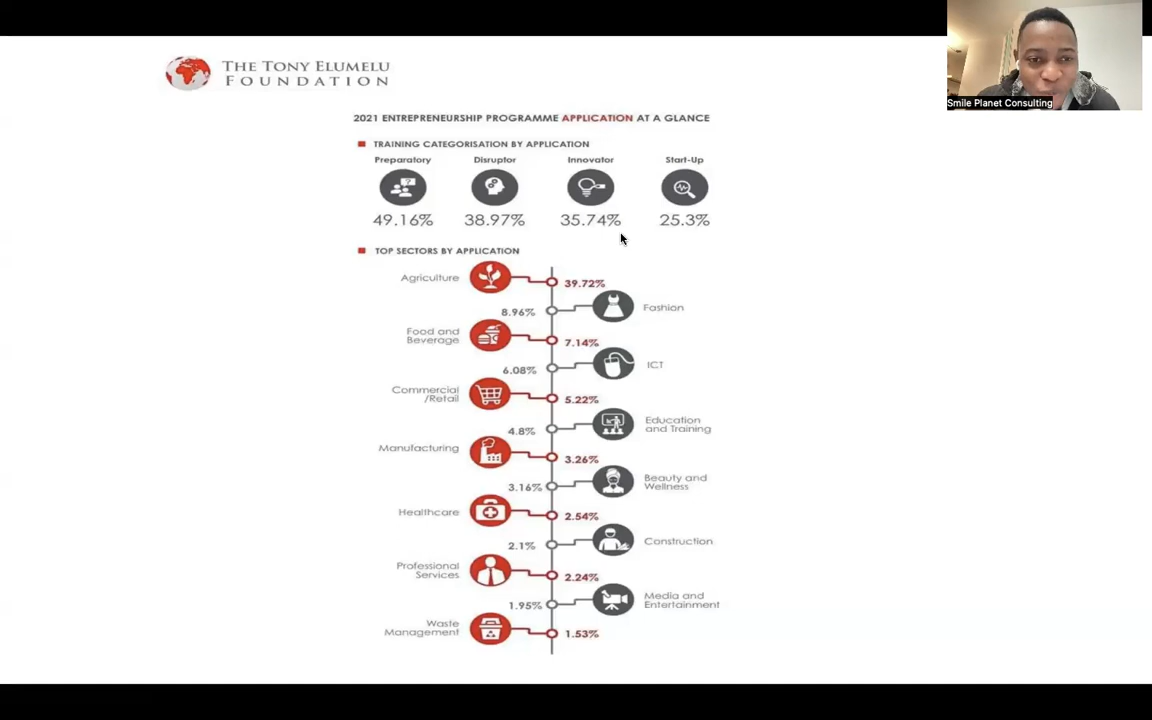 Smile Planet Consulting
THE TONY ELUMELU
FOUNDATION
2021 ENTREPRENEURSHIP PROGRAMME APPLICATION AT A GLANCE
TRAINING CATEGORISATION BY APPLICATION
Preparatory Disruptor Innovator Start-Up
49.16% 38.97% 35.74% 25.3%
TOP SECTORS BY APPLICATION
Agriculture 39.72%
8.96% Fashion
Food and
Beverage 7.14%
6.08% ICT
Commercial
/Retail 5.22%
4.8% Education
and Training
Manufacturing 3.26%
3.16% Beauty and
Wellness
Healthcare 2.54%
2.1% Construction
Professional
Services 2.24%
1.95% Media and
Entertainment
Waste
Management 1.53%